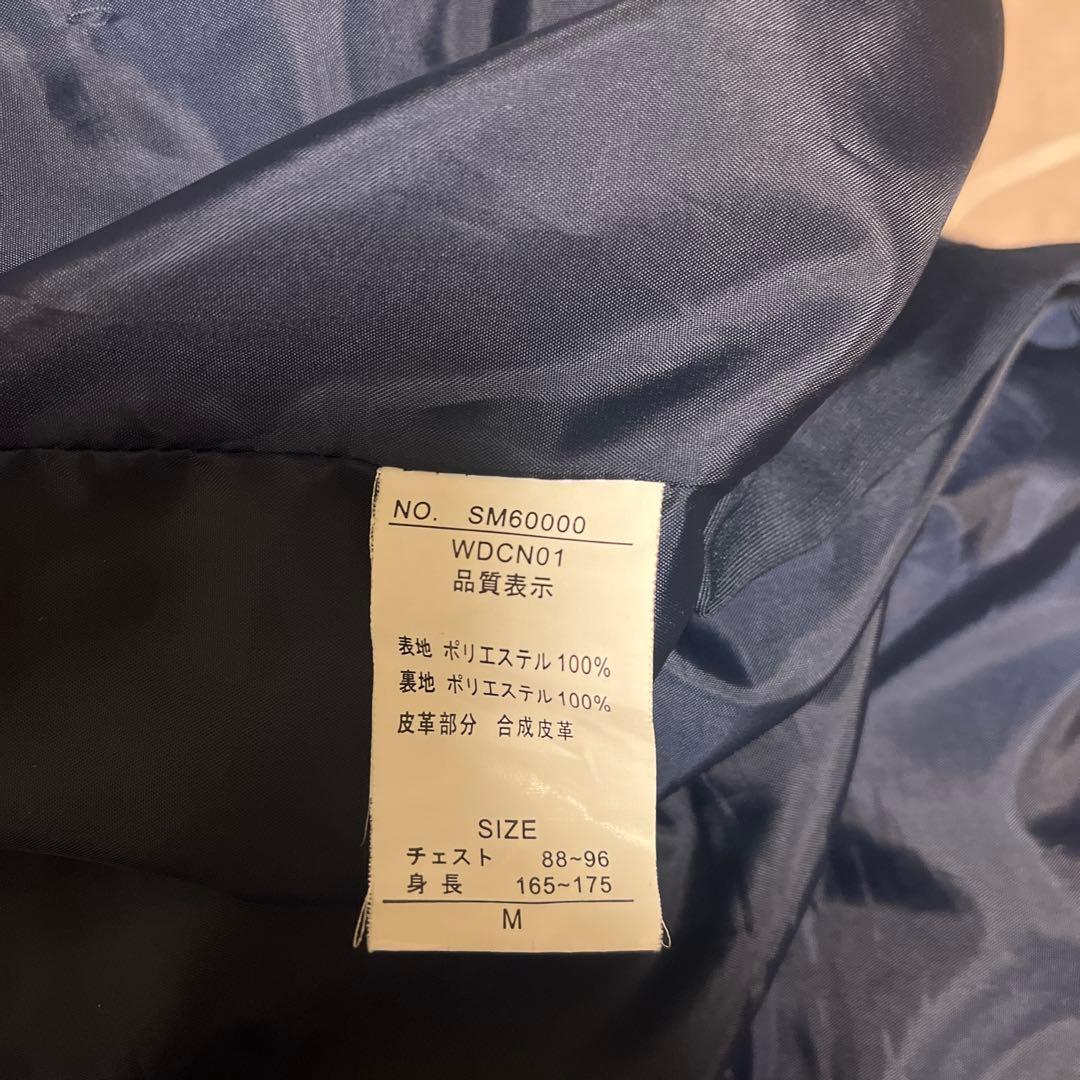 NO. SM60000
WDCN01
品質表示
表地 ポリエステル100%
裏地 ポリエステル100%
皮革部分 合成皮革
SIZE
チェスト 88~96
身長 165~175
M